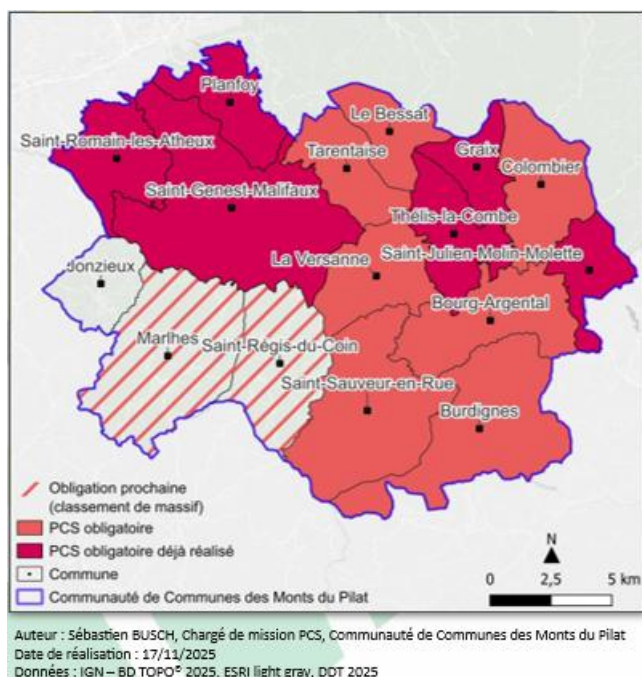 Planfoy
Le Bessat
Saint-Romain-les-Atheux
Tarentaise
Graix
Colombier
Saint-Genest-Malifaux
Thélis-la-Combe
La Versanne
Saint-Julien-Molin-Molette
Jonzieux
Bourg-Argental
Marlhes
Saint-Régis-du-Coin
Saint-Sauveur-en-Rue
Burdignes
Obligation prochaine
(classement de massif)
PCS obligatoire
PCS obligatoire déjà réalisé
Commune
Communauté de Communes des Monts du Pilat
N
0 2,5 5 km
Auteur : Sébastien BUSCH, Chargé de mission PCS, Communauté de Communes des Monts du Pilat
Date de réalisation : 17/11/2025
Données : IGN – BD TOPO® 2025, ESRI light gray, DDT 2025